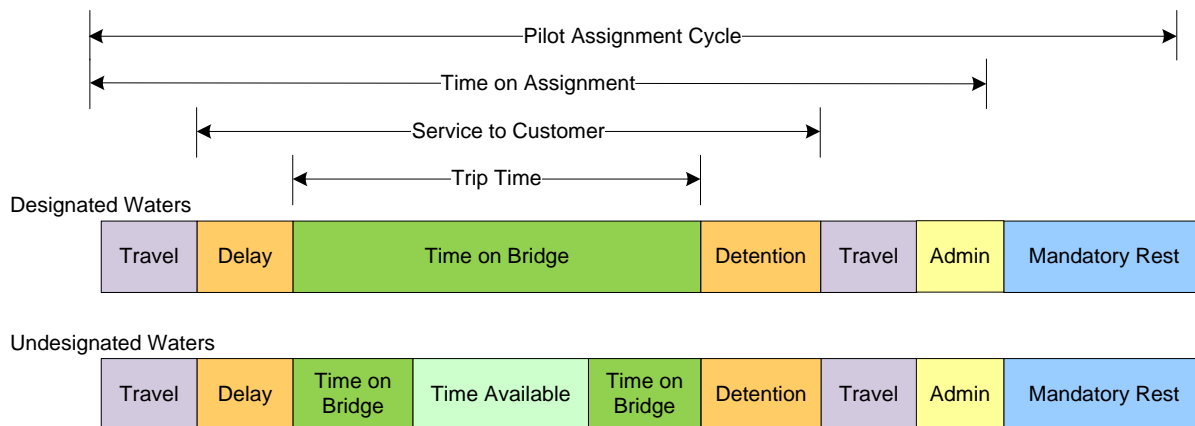 Pilot Assignment Cycle
Time on Assignment
Service to Customer
Trip Time
Designated Waters
Travel Delay Time on Bridge Detention Travel Admin Mandatory Rest
Undesignated Waters
Travel Delay Time on Bridge Time Available Time on Bridge Detention Travel Admin Mandatory Rest